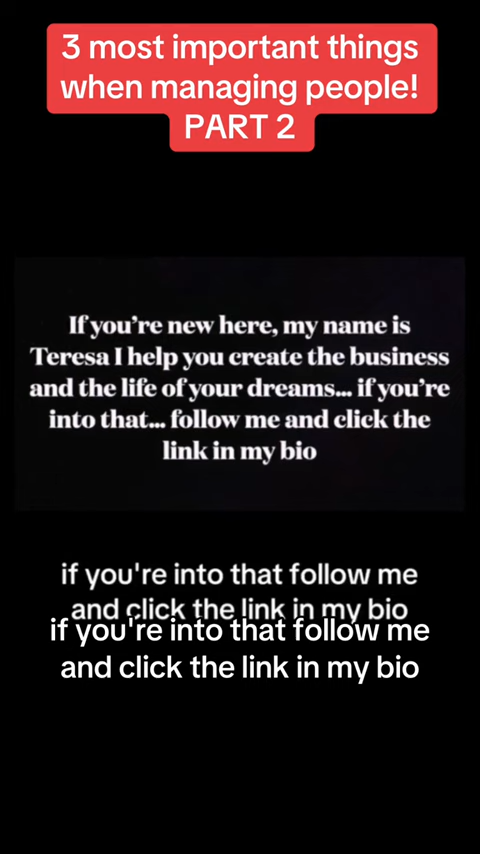 3 most important things
when managing people!
PART 2
If you're new here, my name is
Teresa I help you create the business
and the life of your dreams... if you're
into that... follow me and click the
link in my bio
if you're into that follow me
and click the link in my bio
if you're into that follow me
and click the link in my bio